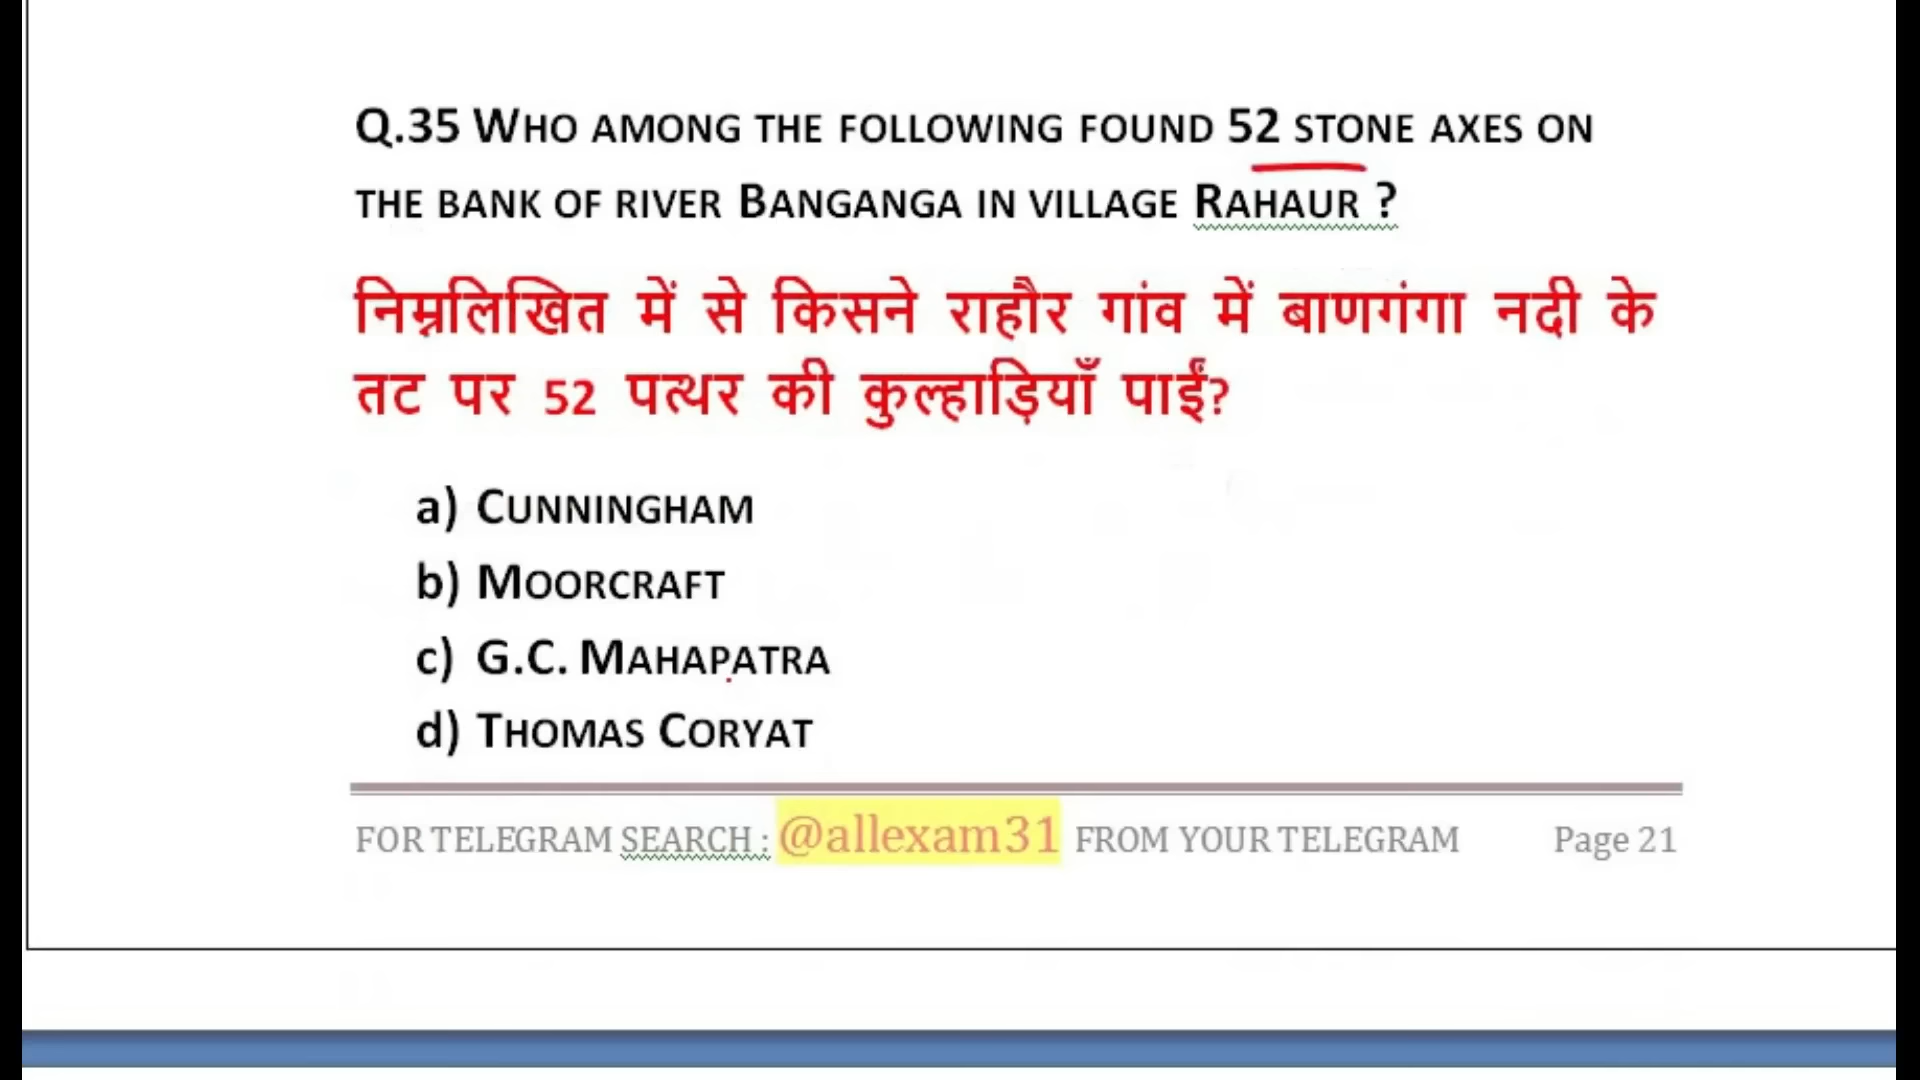 Q.35 WHO AMONG THE FOLLOWING FOUND 52 STONE AXES ON
THE BANK OF RIVER BANGANGA IN VILLAGE RAHAUR ?
निम्नलिखित में से किसने राहौर गांव में बाणगंगा नदी के
तट पर 52 पत्थर की कुल्हाड़ियाँ पाईं?
a) CUNNINGHAM
b) MOORCRAFT
c) G.C. MAHAPATRA
d) THOMAS CORYAT
FOR TELEGRAM SEARCH : @allexam31 FROM YOUR TELEGRAM Page 21